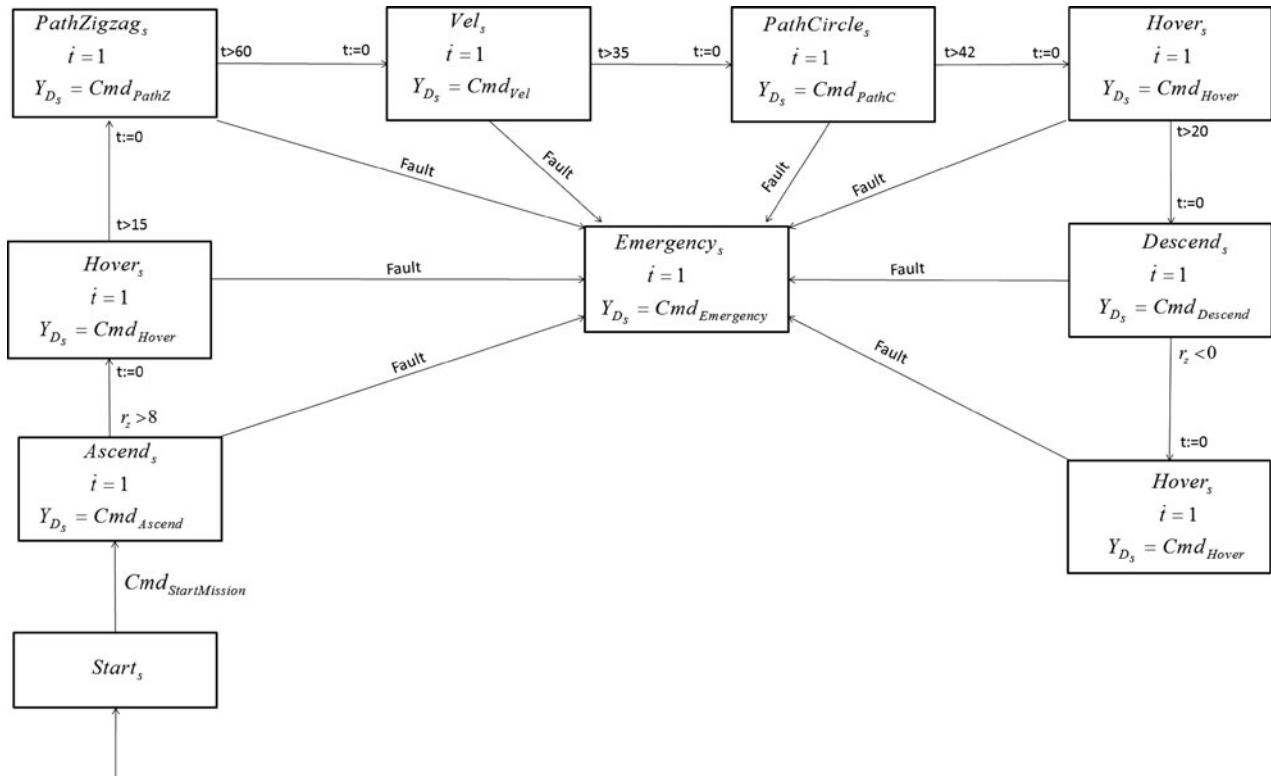 PathZigzag_s
ṫ = 1
Y_{D_s} = Cmd_{PathZ}
t>60
t:=0
Vel_s
ṫ = 1
Y_{D_s} = Cmd_{Vel}
t>35
t:=0
PathCircle_s
ṫ = 1
Y_{D_s} = Cmd_{PathC}
t>42
t:=0
Hover_s
ṫ = 1
Y_{D_s} = Cmd_{Hover}
t:=0
Fault
Fault
Fault
Fault
t>20
t:=0
t>15
Hover_s
ṫ = 1
Y_{D_s} = Cmd_{Hover}
Fault
Emergency_s
ṫ = 1
Y_{D_s} = Cmd_{Emergency}
Fault
Descend_s
ṫ = 1
Y_{D_s} = Cmd_{Descend}
t:=0
r_z >8
Fault
Fault
r_z <0
t:=0
Ascend_s
ṫ = 1
Y_{D_s} = Cmd_{Ascend}
Hover_s
ṫ = 1
Y_{D_s} = Cmd_{Hover}
Cmd_{StartMission}
Start_s